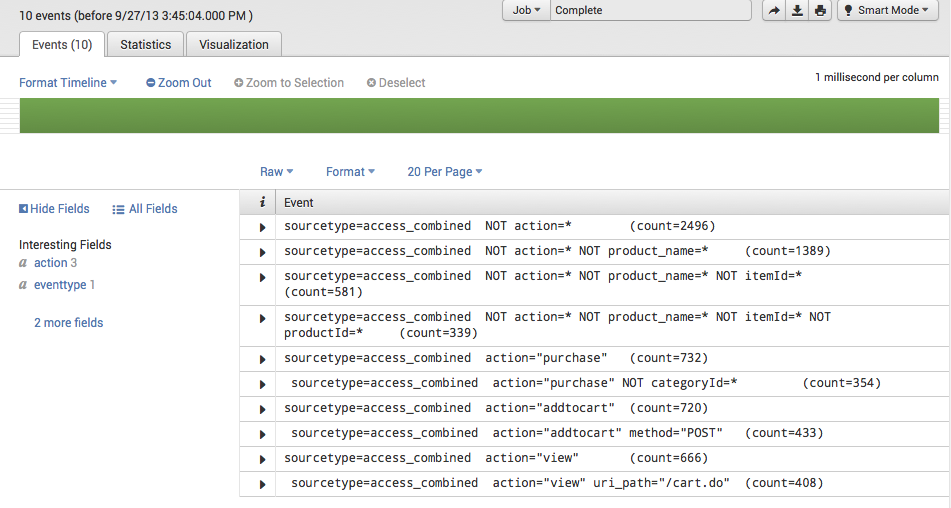 10 events (before 9/27/13 3:45:04.000 PM )
Job Complete Smart Mode
Events (10) Statistics Visualization
Format Timeline Zoom Out Zoom to Selection Deselect
1 millisecond per column
Raw Format 20 Per Page
Hide Fields All Fields
Interesting Fields
a action 3
a eventtype 1
2 more fields
i Event
sourcetype=access_combined NOT action=* (count=2496)
sourcetype=access_combined NOT action=* NOT product_name=* (count=1389)
sourcetype=access_combined NOT action=* NOT product_name=* NOT itemId=*
(count=581)
sourcetype=access_combined NOT action=* NOT product_name=* NOT itemId=* NOT
productId=* (count=339)
sourcetype=access_combined action="purchase" (count=732)
sourcetype=access_combined action="purchase" NOT categoryId=* (count=354)
sourcetype=access_combined action="addtocart" (count=720)
sourcetype=access_combined action="addtocart" method="POST" (count=433)
sourcetype=access_combined action="view" (count=666)
sourcetype=access_combined action="view" uri_path="/cart.do" (count=408)